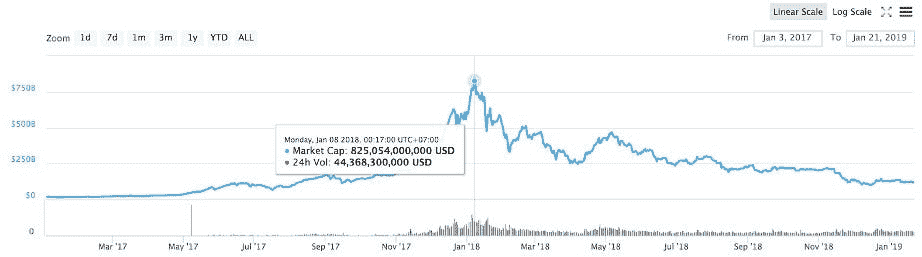 Linear Scale Log Scale
Zoom 1d 7d 1m 3m 1y YTD ALL From Jan 3, 2017 To Jan 21, 2019
$750B
$500B
$250B
$0
0
Monday, Jan 08 2018, 00:17:00 UTC+07:00
Market Cap: 825,054,000,000 USD
24h Vol: 44,368,300,000 USD
Mar '17 May '17 Jul '17 Sep '17 Nov '17 Jan '18 Mar '18 May '18 Jul '18 Sep '18 Nov '18 Jan '19